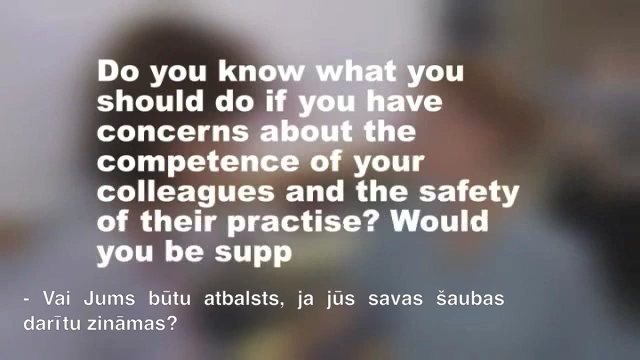 Do you know what you
should do if you have
concerns about the
competence of your
colleagues and the safety
of their practise? Would
you be supp
- Vai Jums būtu atbalsts, ja jūs savas šaubas
darītu zināmas?